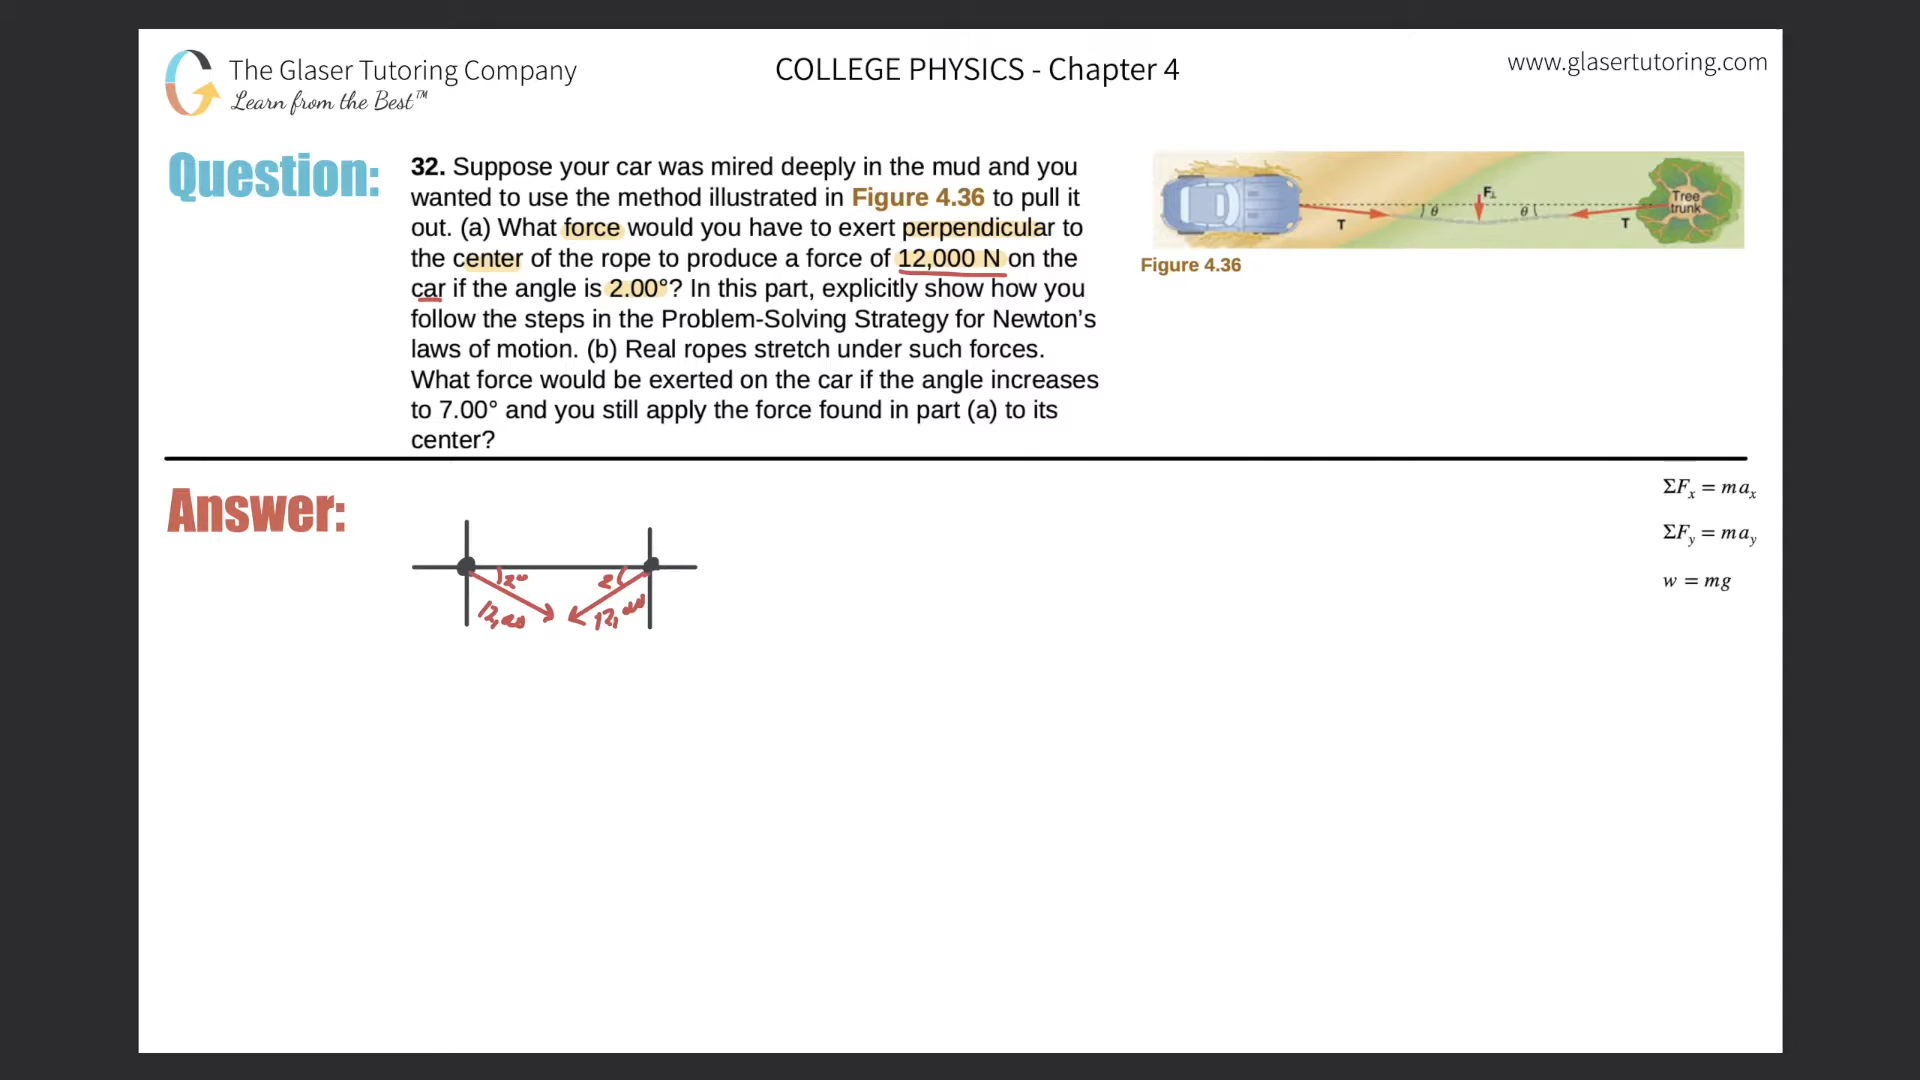 The Glaser Tutoring Company
Learn from the Best™
COLLEGE PHYSICS - Chapter 4
www.glasertutoring.com
Question:
32. Suppose your car was mired deeply in the mud and you
wanted to use the method illustrated in Figure 4.36 to pull it
out. (a) What force would you have to exert perpendicular to
the center of the rope to produce a force of 12,000 N on the
car if the angle is 2.00°? In this part, explicitly show how you
follow the steps in the Problem-Solving Strategy for Newton's
laws of motion. (b) Real ropes stretch under such forces.
What force would be exerted on the car if the angle increases
to 7.00° and you still apply the force found in part (a) to its
center?
F⊥
θ θ
T T
Tree
trunk
Figure 4.36
Answer:
ΣFx = max
ΣFy = may
w = mg
2° 2